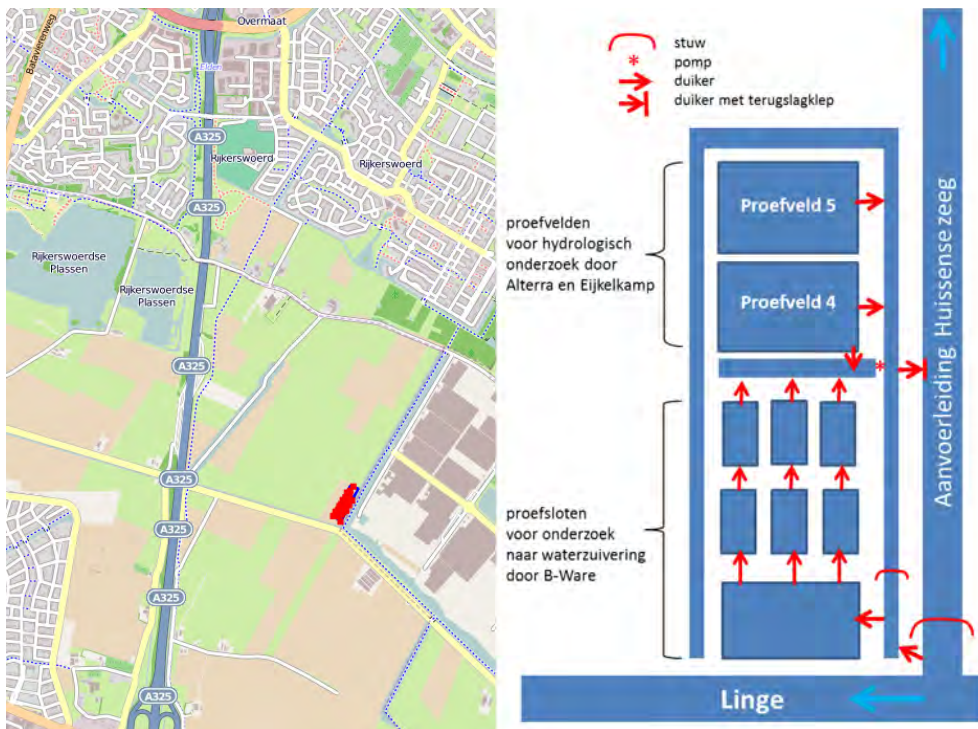 Overmaat
Batavierenweg
Elden
A325
Rijkerswoerd
Rijkerswoerd
A325
Rijkerswoerdse
Plassen
Rijkerswoerdse
Plassen
A325
A325
A325
A325
A325
stuw
* pomp
duiker
duiker met terugslagklep
proefvelden
voor hydrologisch
onderzoek door
Alterra en Eijkelkamp
Proefveld 5
Proefveld 4
*
proefsloten
voor onderzoek
naar waterzuivering
door B-Ware
Aanvoerleiding Huissense zeeg
Linge